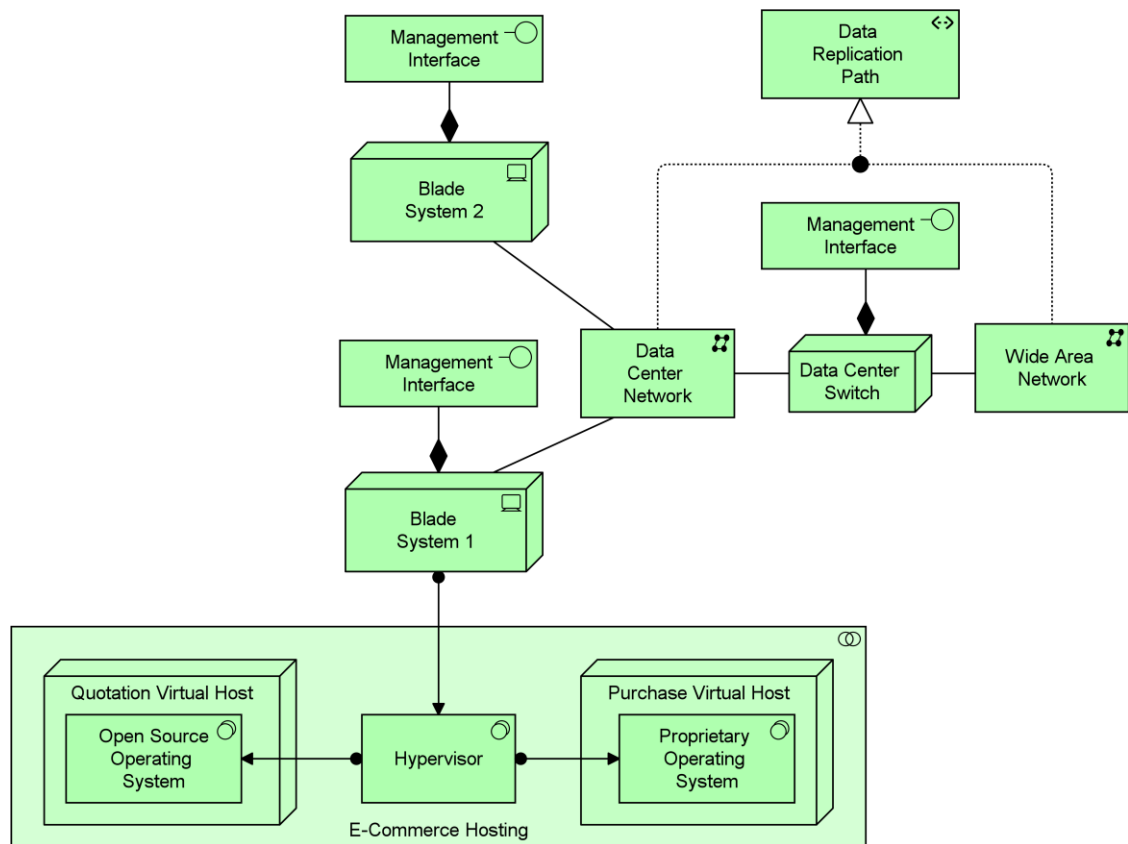 Management
Interface
Data
Replication
Path
Blade
System 2
Management
Interface
Management
Interface
Data
Center
Network
Data Center
Switch
Wide Area
Network
Blade
System 1
Quotation Virtual Host
Open Source
Operating
System
Hypervisor
Purchase Virtual Host
Proprietary
Operating
System
E-Commerce Hosting